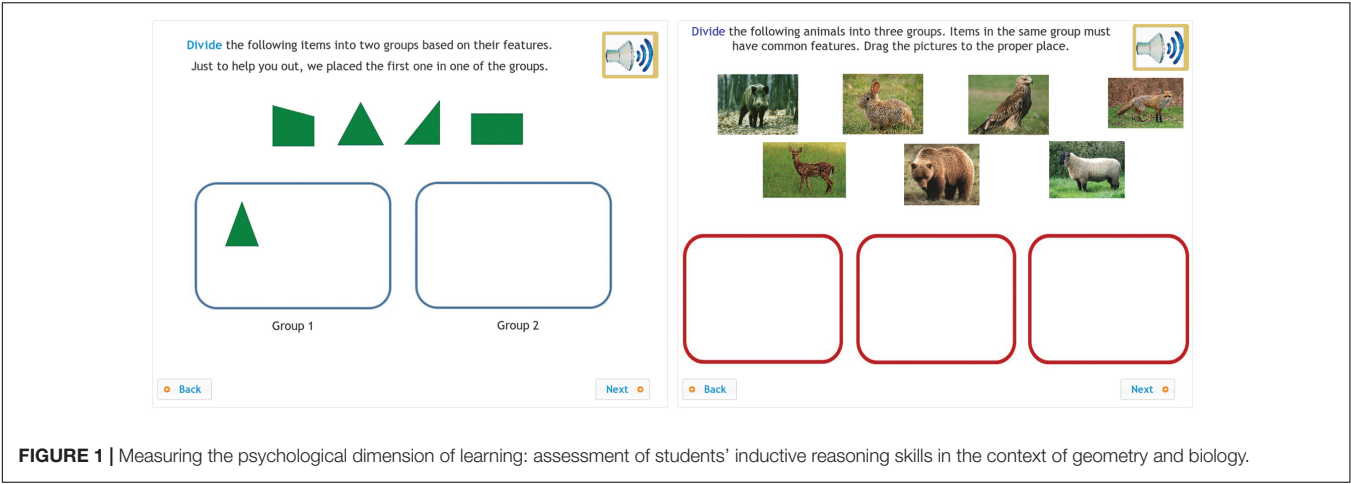 Divide the following items into two groups based on their features.
Just to help you out, we placed the first one in one of the groups.
Group 1
Group 2
Back
Next
Divide the following animals into three groups. Items in the same group must
have common features. Drag the pictures to the proper place.
Back
Next
FIGURE 1 | Measuring the psychological dimension of learning: assessment of students’ inductive reasoning skills in the context of geometry and biology.